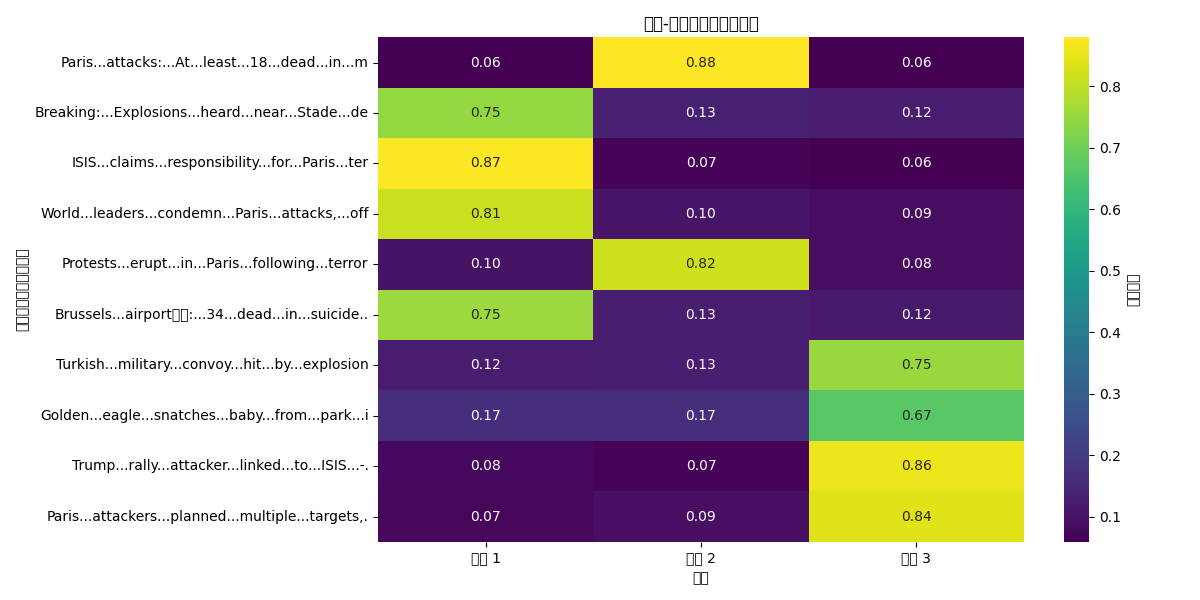 -
Paris...attacks:...At...least...18...dead...in...m 0.06 0.88 0.06
Breaking:...Explosions...heard...near...Stade...de 0.75 0.13 0.12
ISIS...claims...responsibility...for...Paris...ter 0.87 0.07 0.06
World...leaders...condemn...Paris...attacks,...off 0.81 0.10 0.09
Protests...erupt...in...Paris...following...terror 0.10 0.82 0.08
Brussels...airport:...34...dead...in...suicide.. 0.75 0.13 0.12
Turkish...military...convoy...hit...by...explosion 0.12 0.13 0.75
Golden...eagle...snatches...baby...from...park...i 0.17 0.17 0.67
Trump...rally...attacker...linked...to...ISIS...-. 0.08 0.07 0.86
Paris...attackers...planned...multiple...targets,. 0.07 0.09 0.84
1 2 3
0.8
0.7
0.6
0.5
0.4
0.3
0.2
0.1